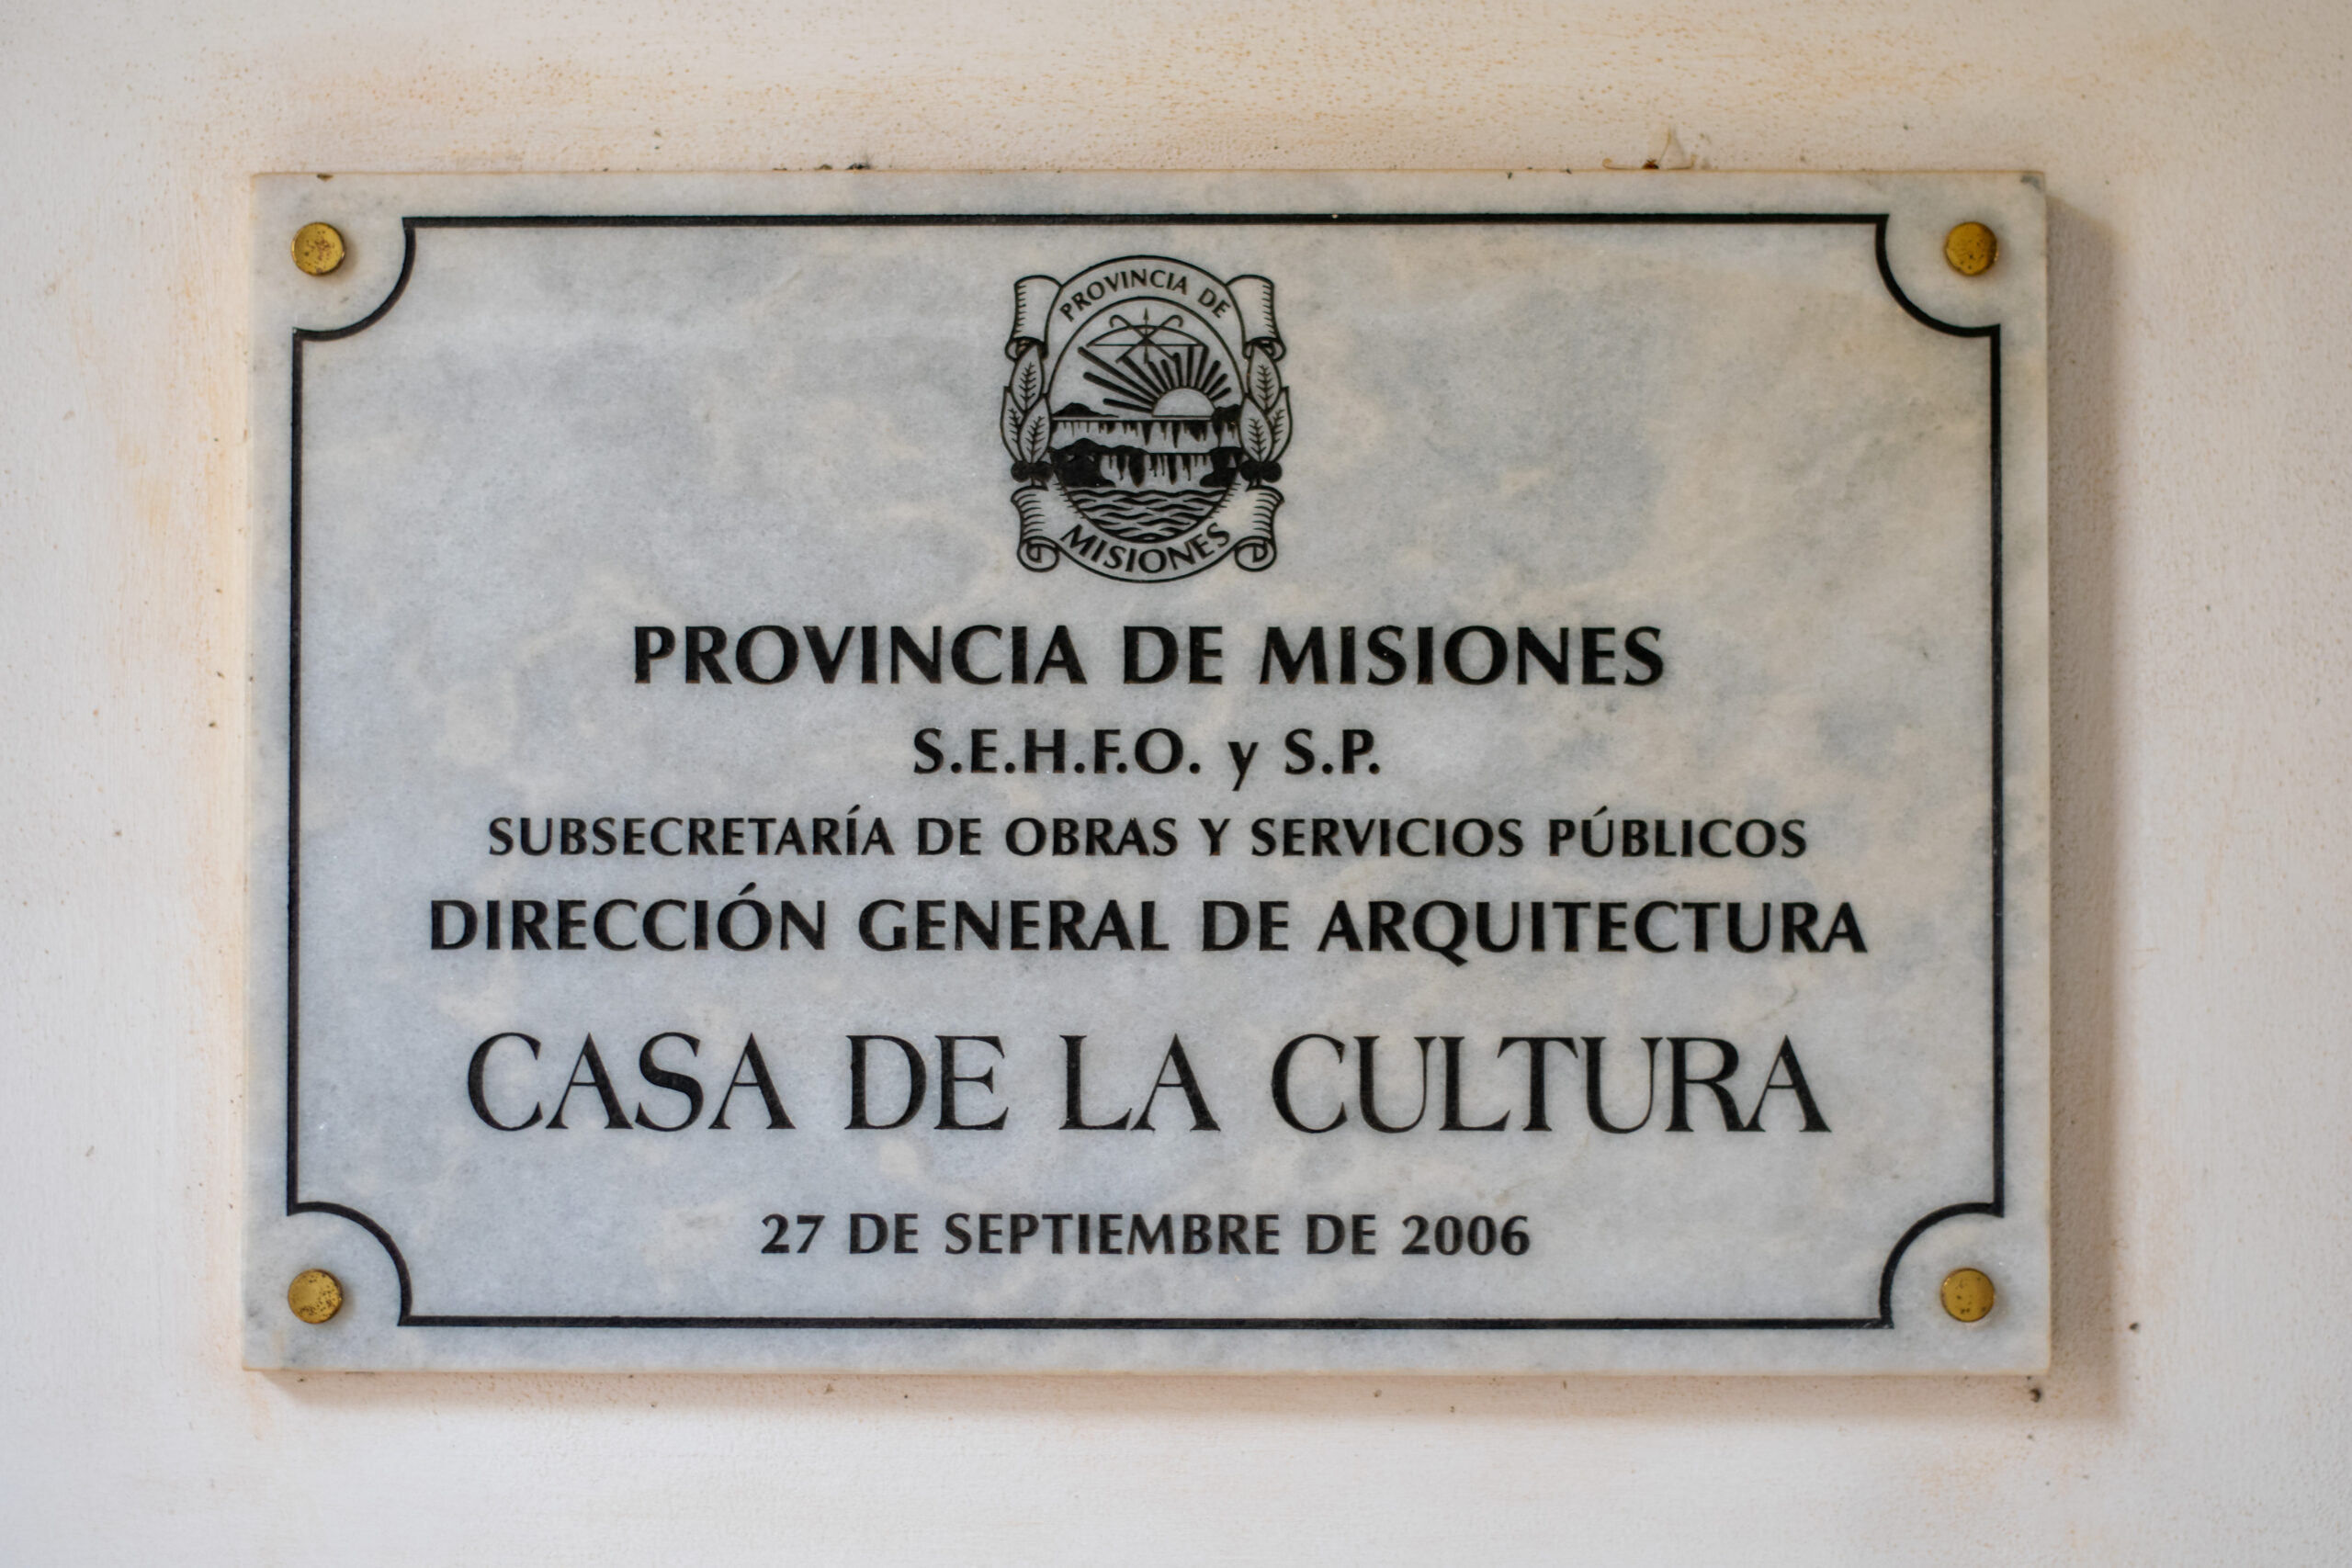 PROVINCIA DE
MISIONES
PROVINCIA DE MISIONES
S.E.H.F.O. y S.P.
SUBSECRETARÍA DE OBRAS Y SERVICIOS PÚBLICOS
DIRECCIÓN GENERAL DE ARQUITECTURA
CASA DE LA CULTURA
27 DE SEPTIEMBRE DE 2006